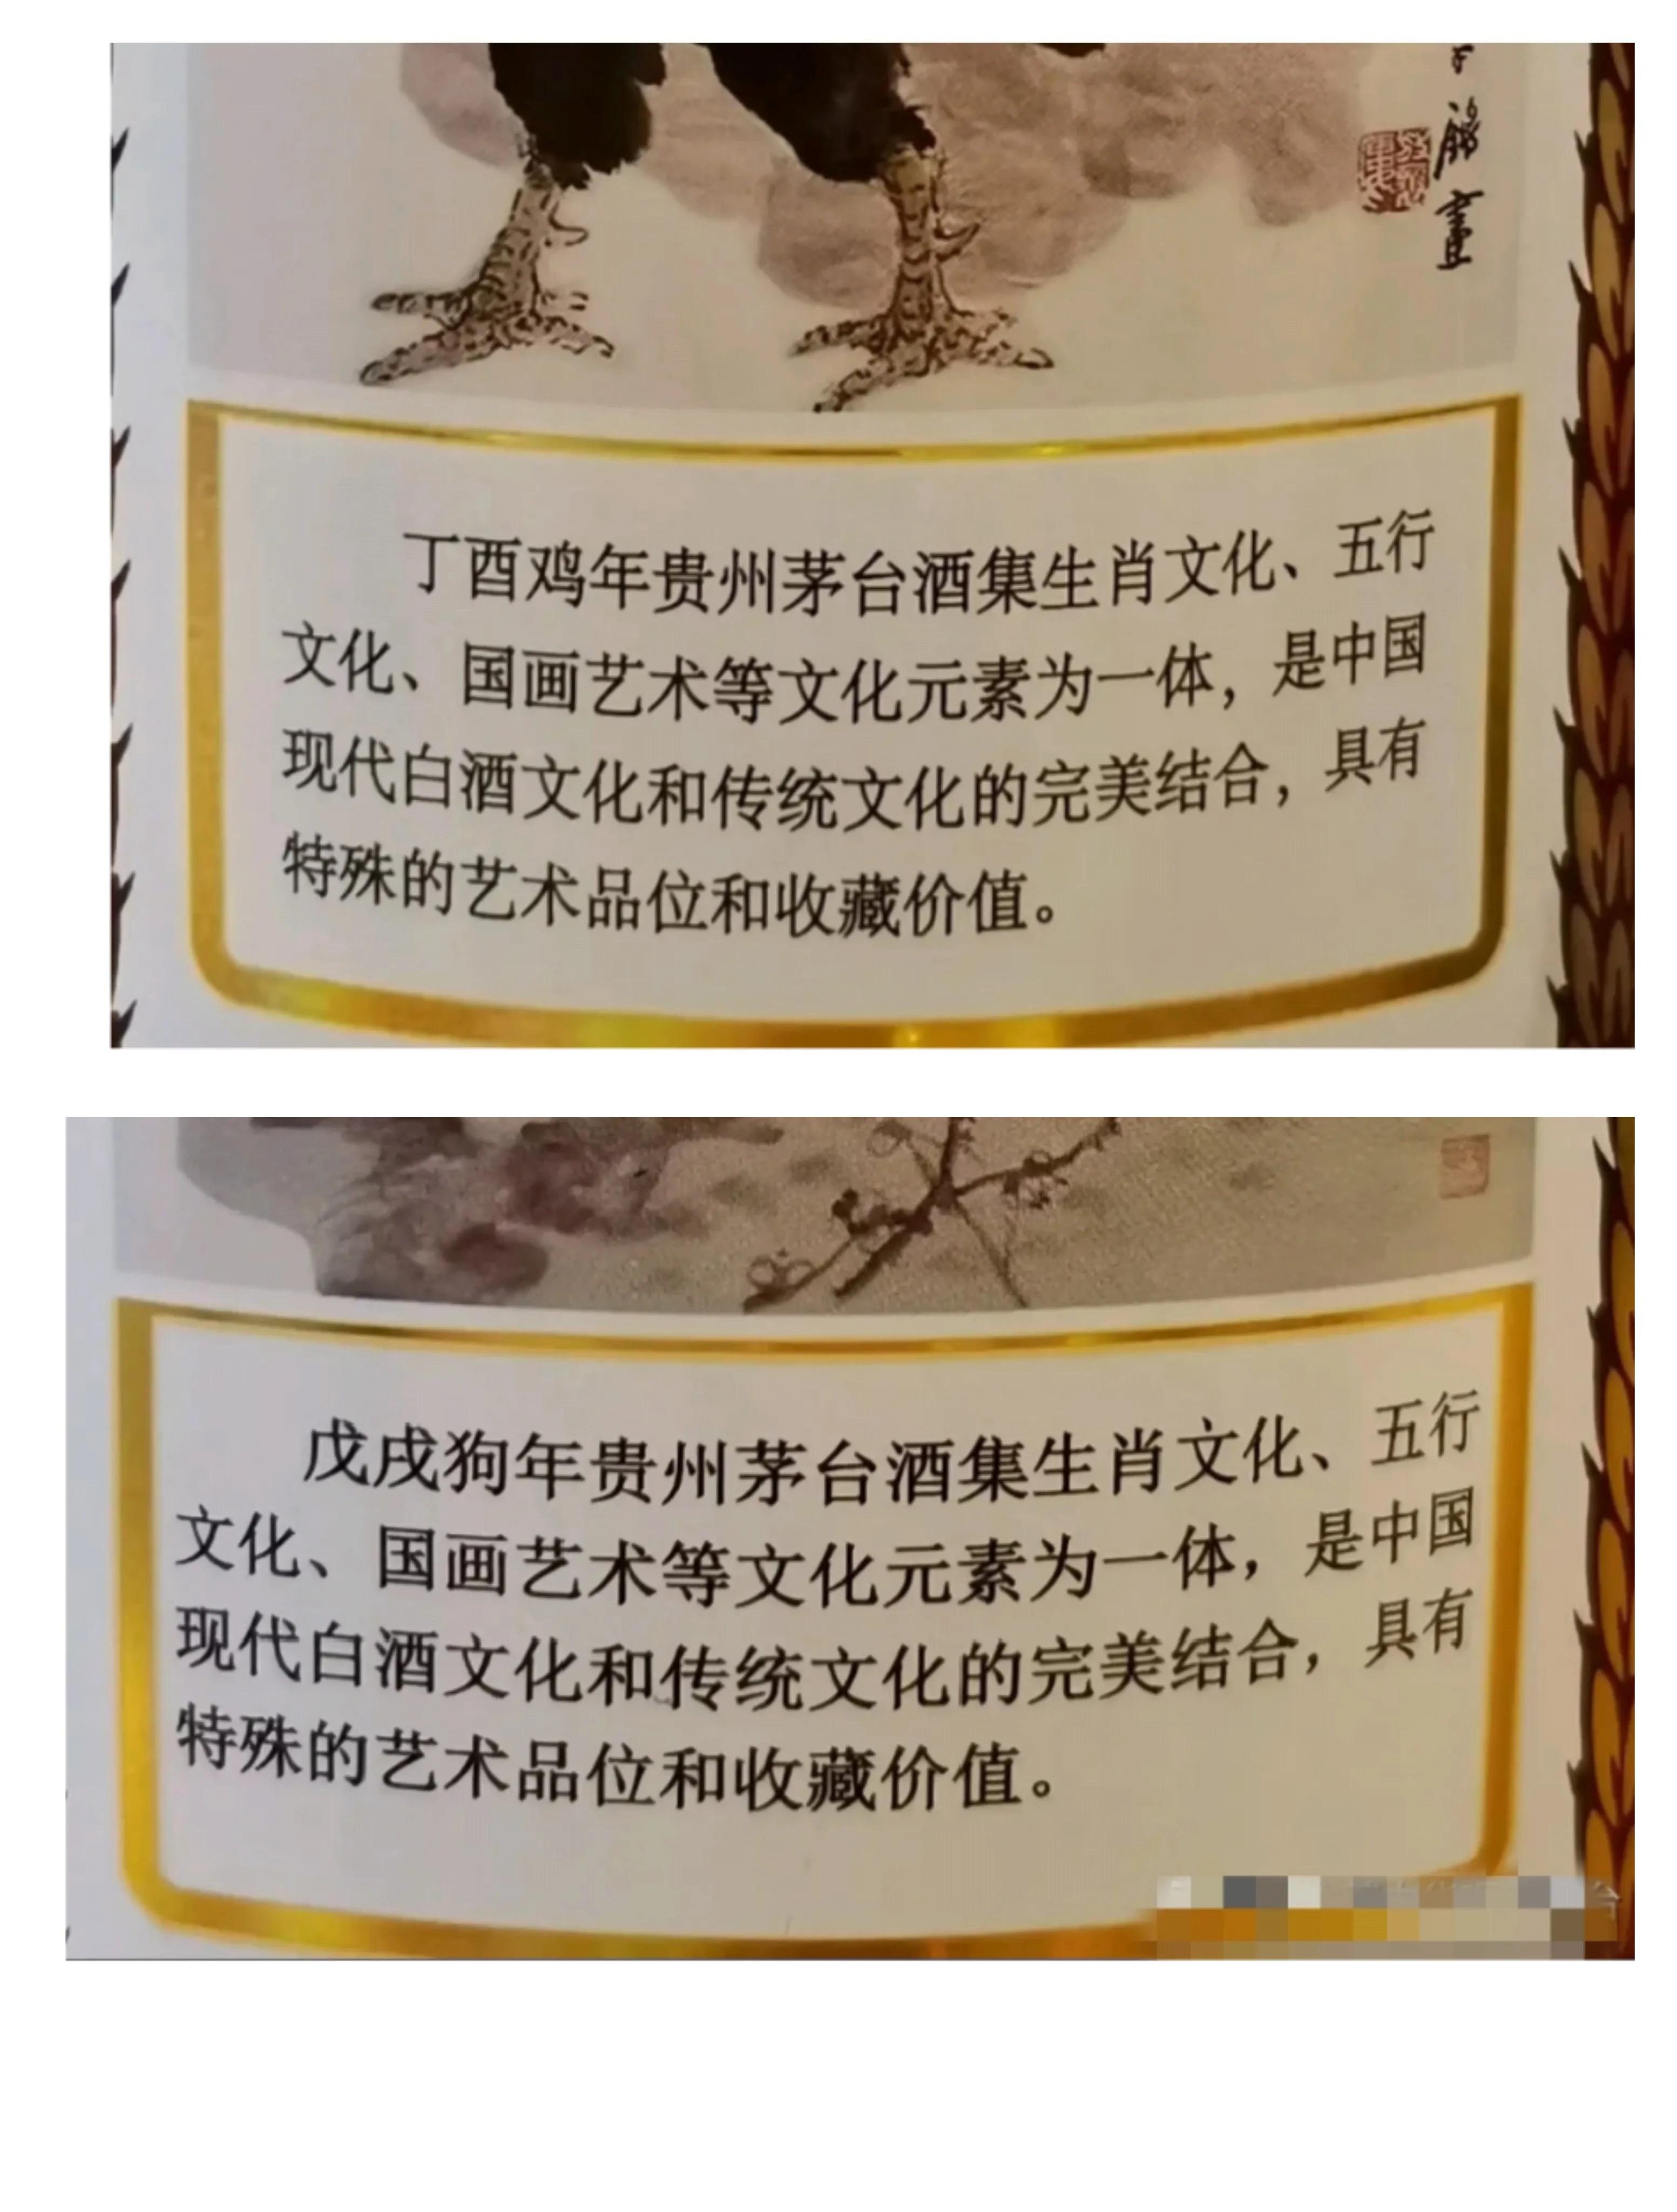 画
丁酉鸡年贵州茅台酒集生肖文化、五行
文化、国画艺术等文化元素为一体，是中国
现代白酒文化和传统文化的完美结合，具有
特殊的艺术品位和收藏价值。
戊戌狗年贵州茅台酒集生肖文化、五行
文化、国画艺术等文化元素为一体，是中国
现代白酒文化和传统文化的完美结合，具有
特殊的艺术品位和收藏价值。